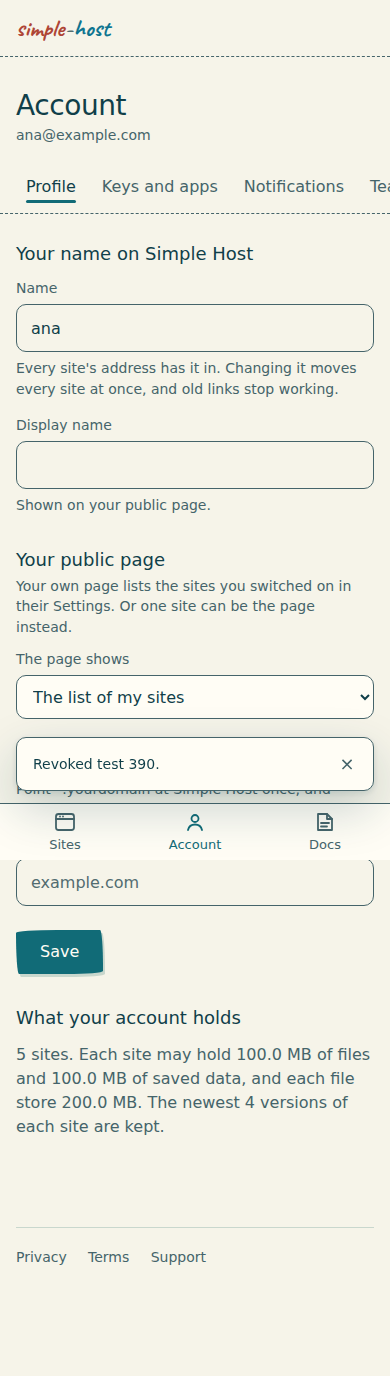 simple-host
Account
ana@example.com
Profile Keys and apps Notifications
Your name on Simple Host
Name
ana
Every site's address has it in. Changing it moves
every site at once, and old links stop working.
Display name
Shown on your public page.
Your public page
Your own page lists the sites you switched on in
their Settings. Or one site can be the page
instead.
The page shows
The list of my sites
Revoked test 390.
Sites Account Docs
example.com
Save
What your account holds
5 sites. Each site may hold 100.0 MB of files
and 100.0 MB of saved data, and each file
store 200.0 MB. The newest 4 versions of
each site are kept.
Privacy Terms Support